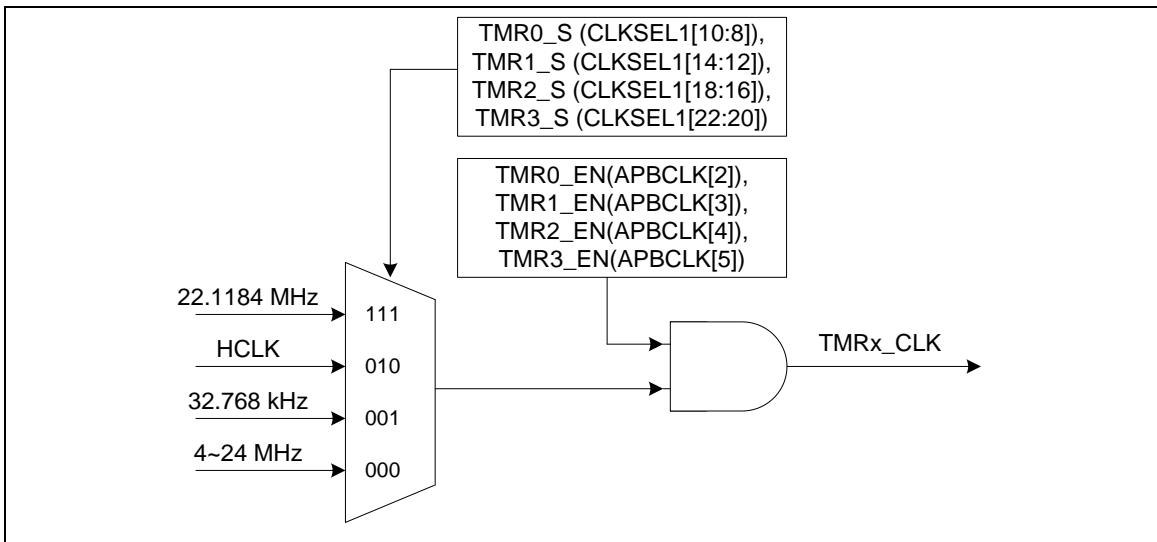 TMR0_S (CLKSEL1[10:8]),
TMR1_S (CLKSEL1[14:12]),
TMR2_S (CLKSEL1[18:16]),
TMR3_S (CLKSEL1[22:20])
TMR0_EN(APBCLK[2]),
TMR1_EN(APBCLK[3]),
TMR2_EN(APBCLK[4]),
TMR3_EN(APBCLK[5])
22.1184 MHz
111
HCLK
010
32.768 kHz
001
4~24 MHz
000
TMRx_CLK